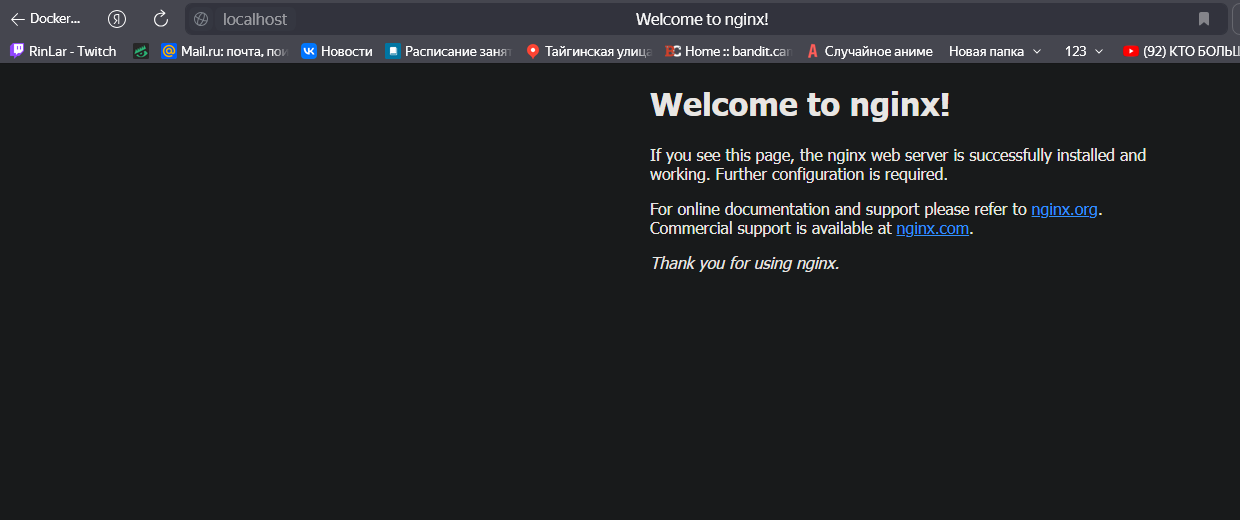 Docker...
Я
localhost
Welcome to nginx!
RinLar - Twitch
Mail.ru: почта, пои
Новости
Расписание заня
Тайгинская улица
Home :: bandit.can
Случайное аниме
Новая папка
123
(92) КТО БОЛЬШ
Welcome to nginx!
If you see this page, the nginx web server is successfully installed and
working. Further configuration is required.
For online documentation and support please refer to nginx.org.
Commercial support is available at nginx.com.
Thank you for using nginx.